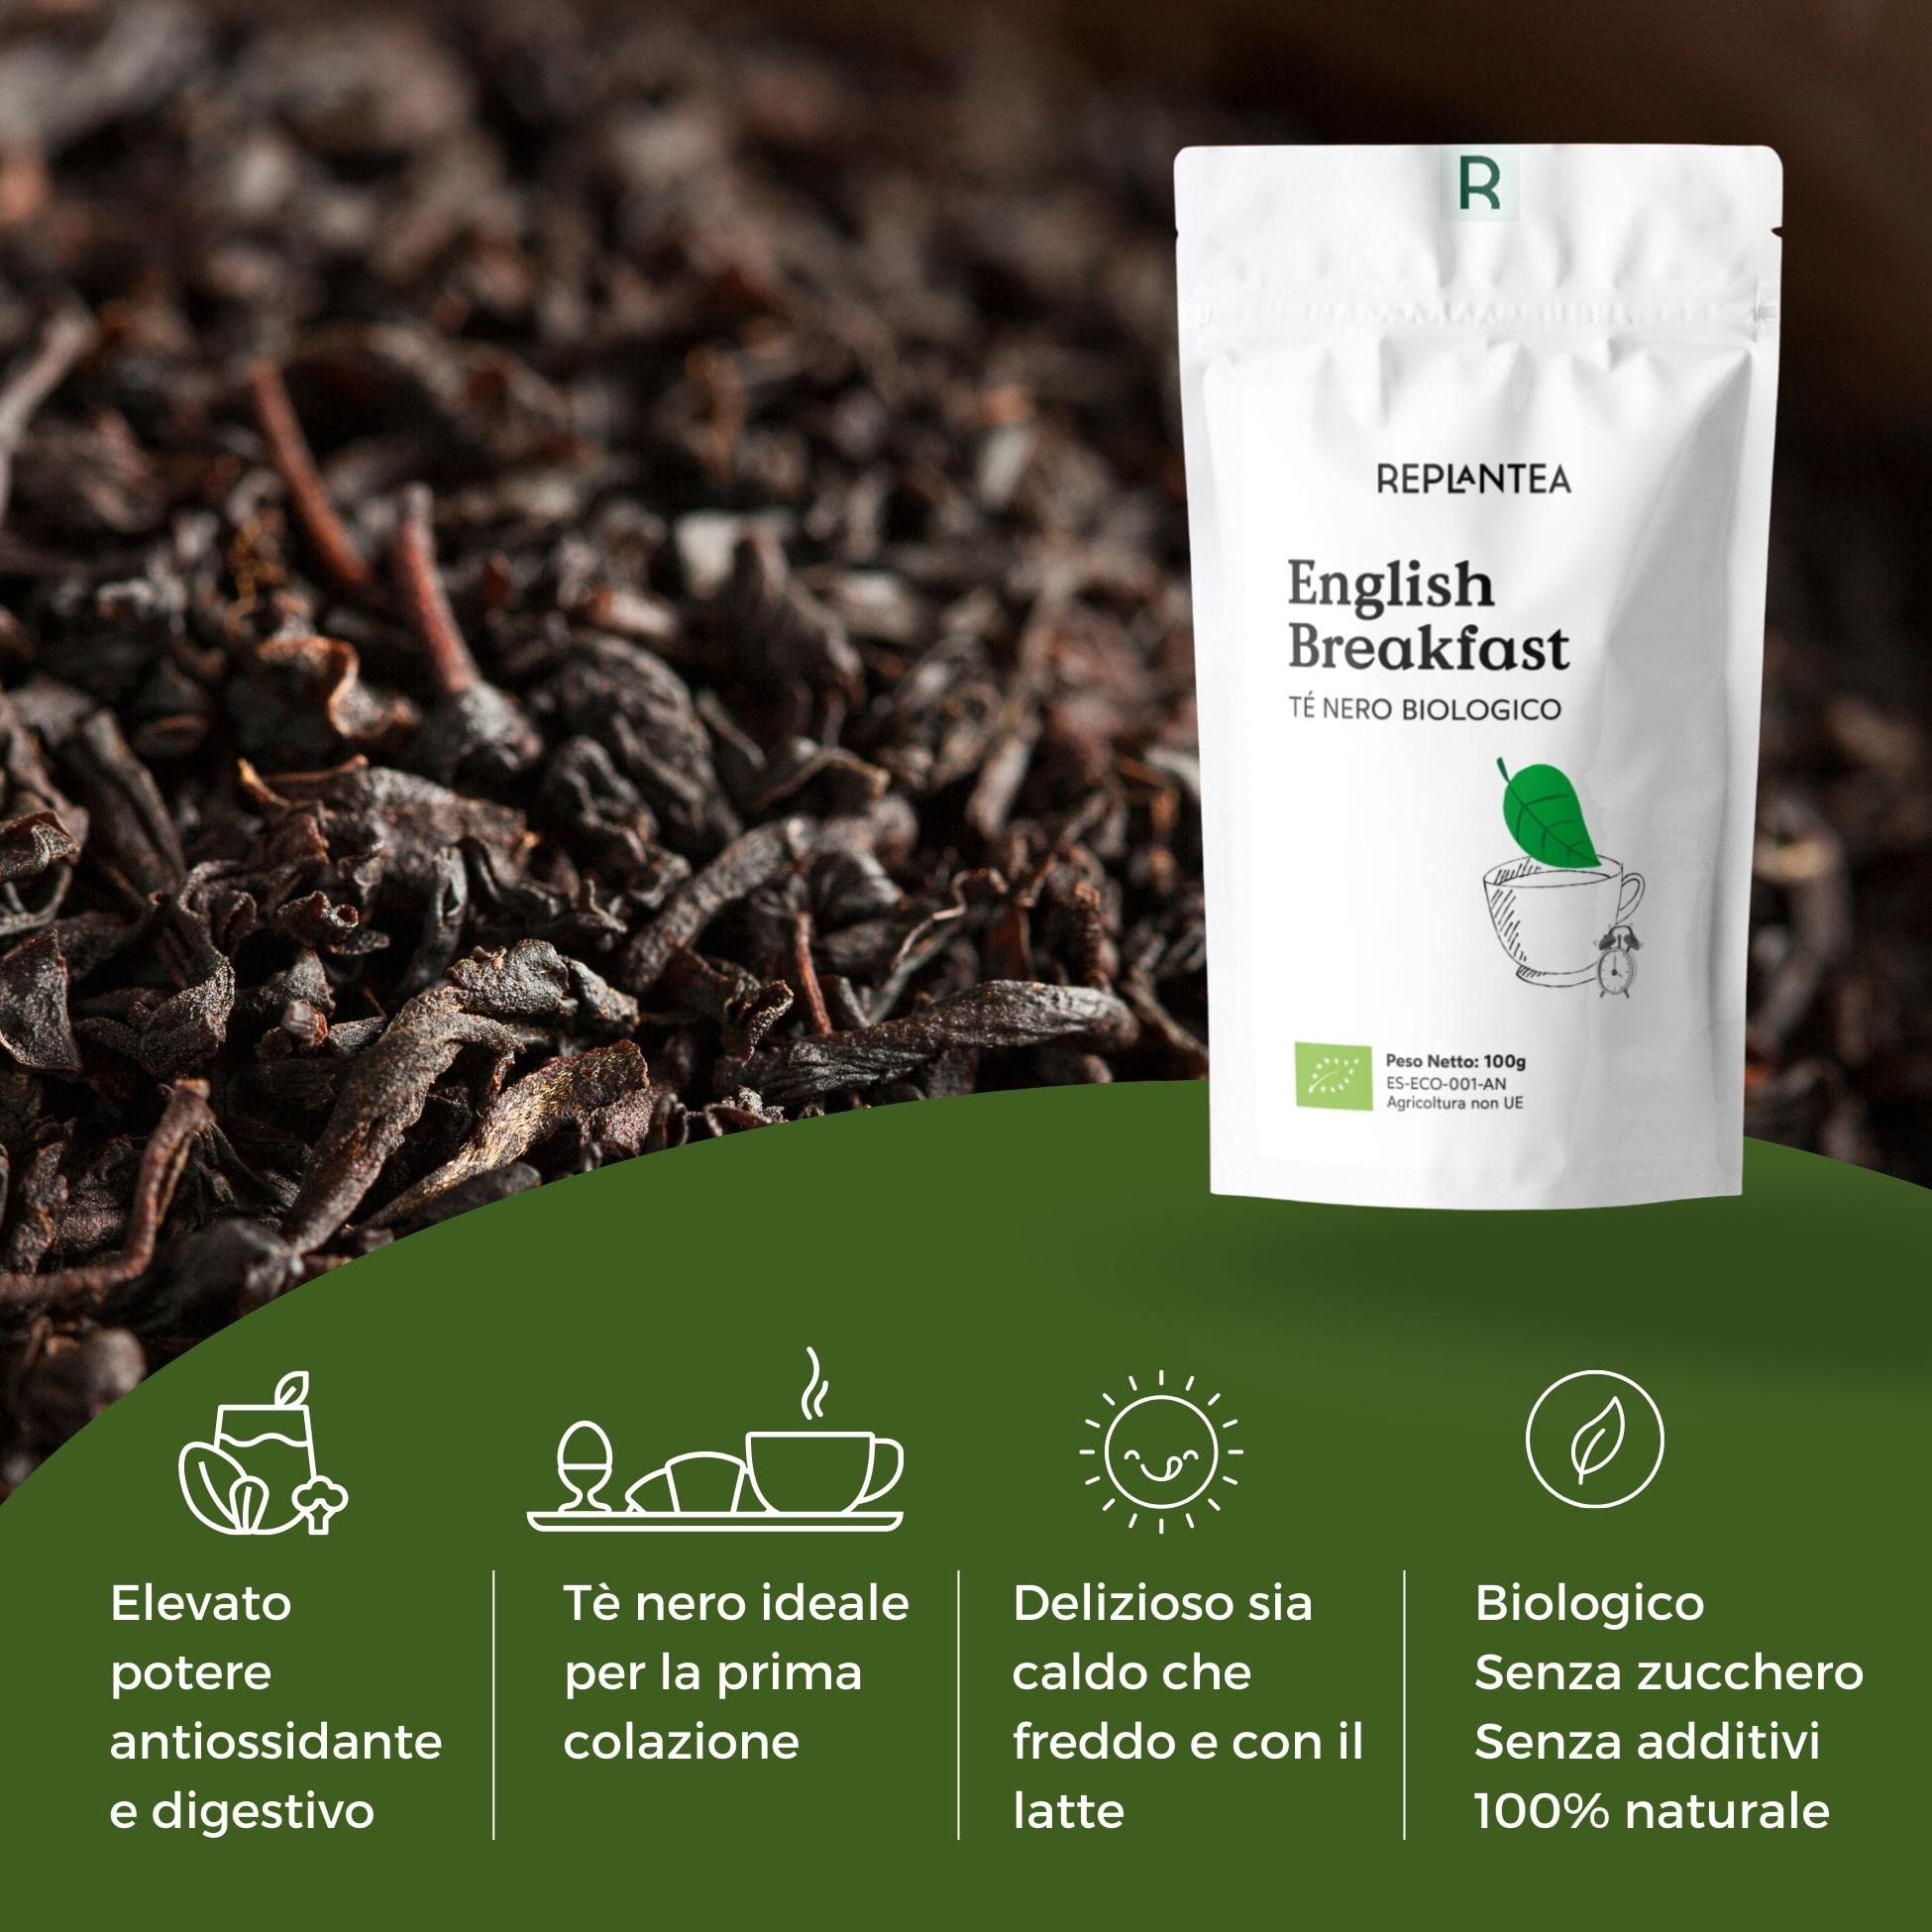 R
REPLANTEA
English
Breakfast
TÉ NERO BIOLOGICO
Peso Netto: 100g
ES-ECO-001-AN
Agricoltura non UE
Elevato
potere
antiossidante
e digestivo
Tè nero ideale
per la prima
colazione
Delizioso sia
caldo che
freddo e con il
latte
Biologico
Senza zucchero
Senza additivi
100% naturale